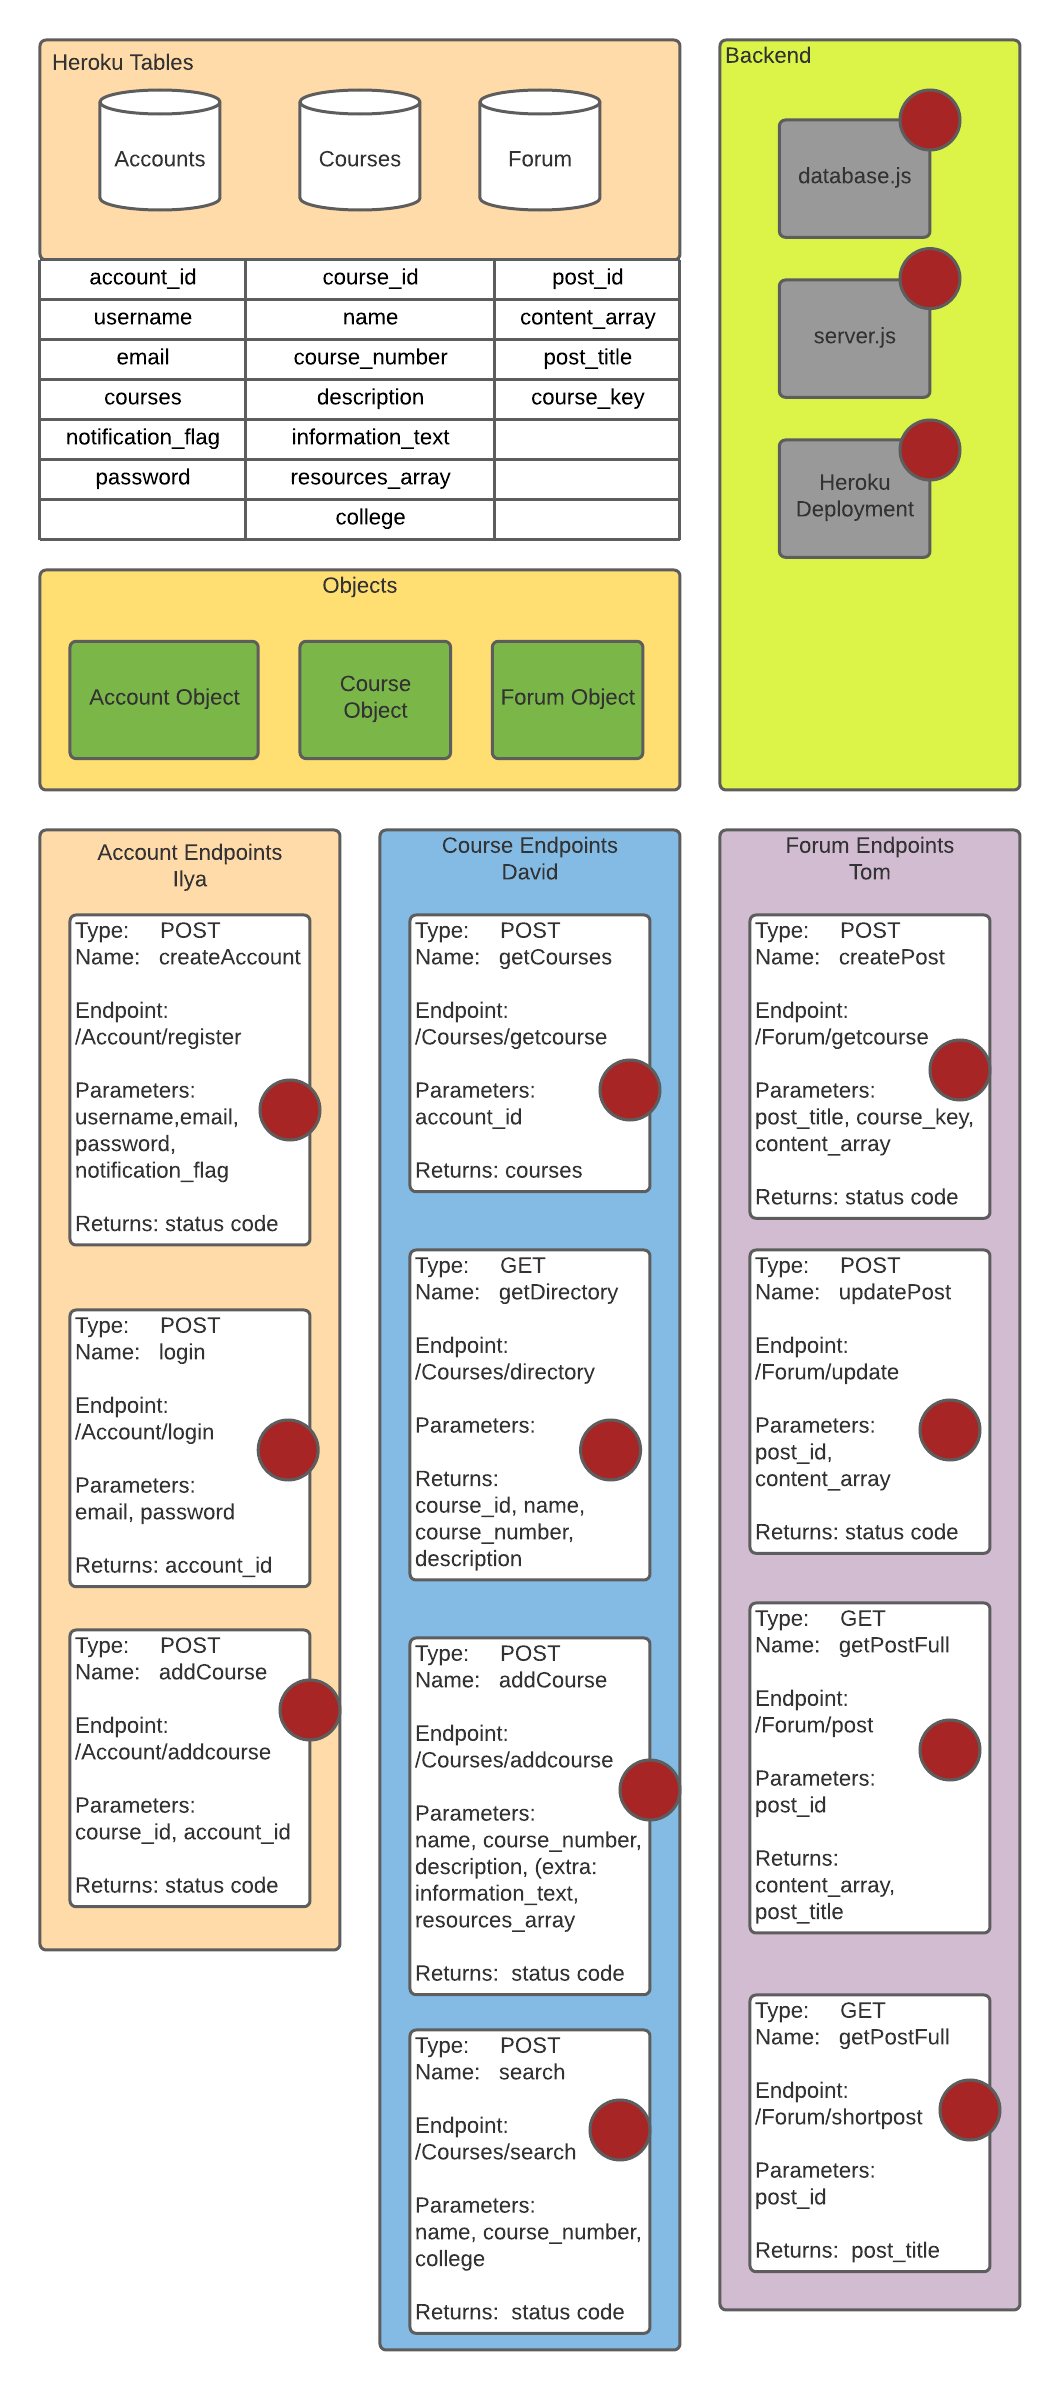 Heroku Tables
Accounts
Courses
Forum
account_id
course_id
post_id
username
name
content_array
email
course_number
post_title
courses
description
course_key
notification_flag
information_text
password
resources_array
college
Backend
database.js
server.js
Heroku
Deployment
Objects
Account Object
Course
Object
Forum Object
Account Endpoints
Ilya
Type: POST
Name: createAccount
Endpoint:
/Account/register
Parameters:
username,email,
password,
notification_flag
Returns: status code
Type: POST
Name: login
Endpoint:
/Account/login
Parameters:
email, password
Returns: account_id
Type: POST
Name: addCourse
Endpoint:
/Account/addcourse
Parameters:
course_id, account_id
Returns: status code
Course Endpoints
David
Type: POST
Name: getCourses
Endpoint:
/Courses/getcourse
Parameters:
account_id
Returns: courses
Type: GET
Name: getDirectory
Endpoint:
/Courses/directory
Parameters:
Returns:
course_id, name,
course_number,
description
Type: POST
Name: addCourse
Endpoint:
/Courses/addcourse
Parameters:
name, course_number,
description, (extra:
information_text,
resources_array
Returns: status code
Type: POST
Name: search
Endpoint:
/Courses/search
Parameters:
name, course_number,
college
Returns: status code
Forum Endpoints
Tom
Type: POST
Name: createPost
Endpoint:
/Forum/getcourse
Parameters:
post_title, course_key,
content_array
Returns: status code
Type: POST
Name: updatePost
Endpoint:
/Forum/update
Parameters:
post_id,
content_array
Returns: status code
Type: GET
Name: getPostFull
Endpoint:
/Forum/post
Parameters:
post_id
Returns:
content_array,
post_title
Type: GET
Name: getPostFull
Endpoint:
/Forum/shortpost
Parameters:
post_id
Returns: post_title